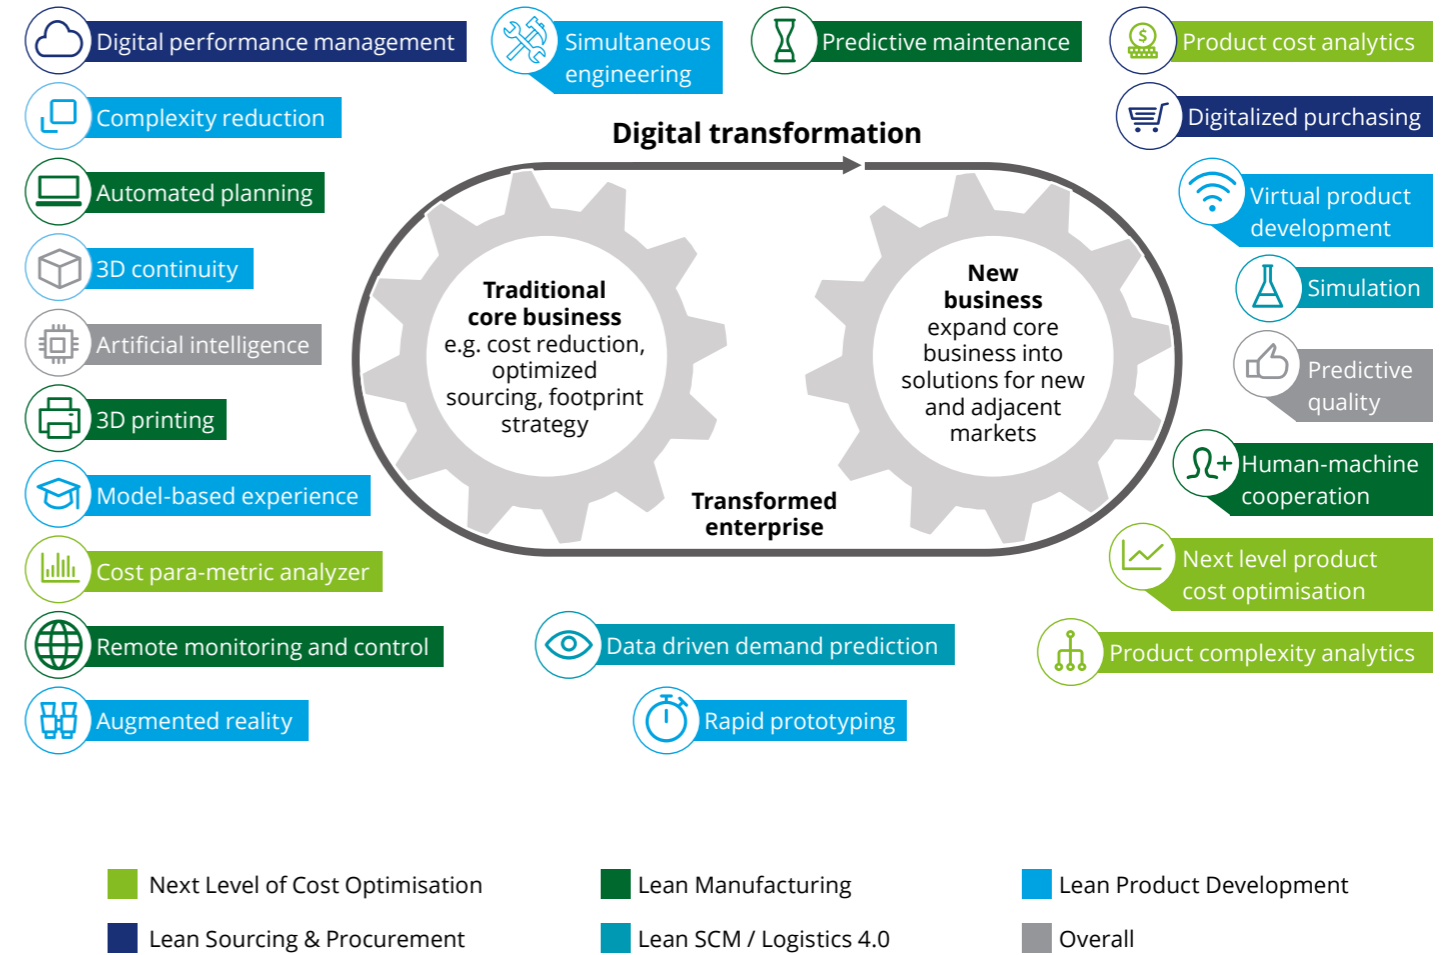 Digital performance management
Simultaneous
engineering
Predictive maintenance
Product cost analytics
Complexity reduction
Digitalized purchasing
Digital transformation
Automated planning
Virtual product
development
3D continuity
Simulation
Traditional
core business
e.g. cost reduction,
optimized
sourcing, footprint
strategy
New
business
expand core
business into
solutions for new
and adjacent
markets
Artificial intelligence
Predictive
quality
3D printing
Human-machine
cooperation
Model-based experience
Transformed
enterprise
Cost para-metric analyzer
Next level product
cost optimisation
Remote monitoring and control
Data driven demand prediction
Product complexity analytics
Augmented reality
Rapid prototyping
Next Level of Cost Optimisation
Lean Manufacturing
Lean Product Development
Lean Sourcing & Procurement
Lean SCM / Logistics 4.0
Overall